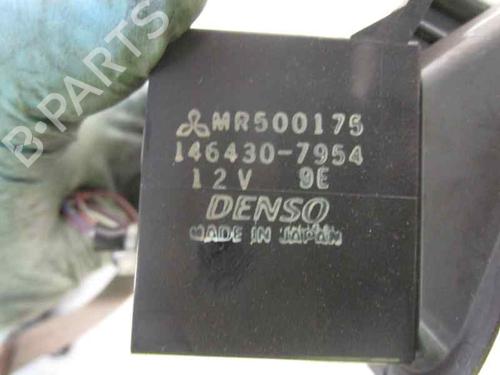 B-PARTS
MR500175
146430-7954
12V 9E
DENSO
MADE IN JAPAN